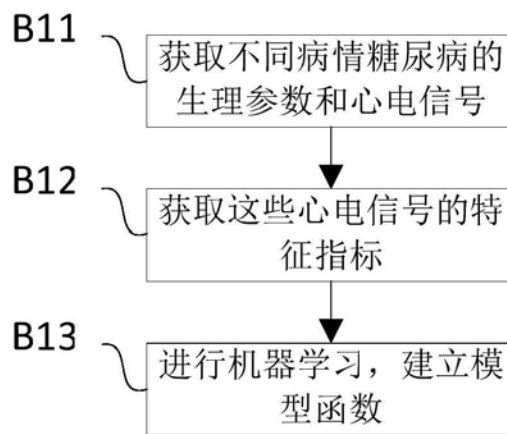 B11
获取不同病情糖尿病的
生理参数和心电信号
B12
获取这些心电信号的特
征指标
B13
进行机器学习，建立模
型函数